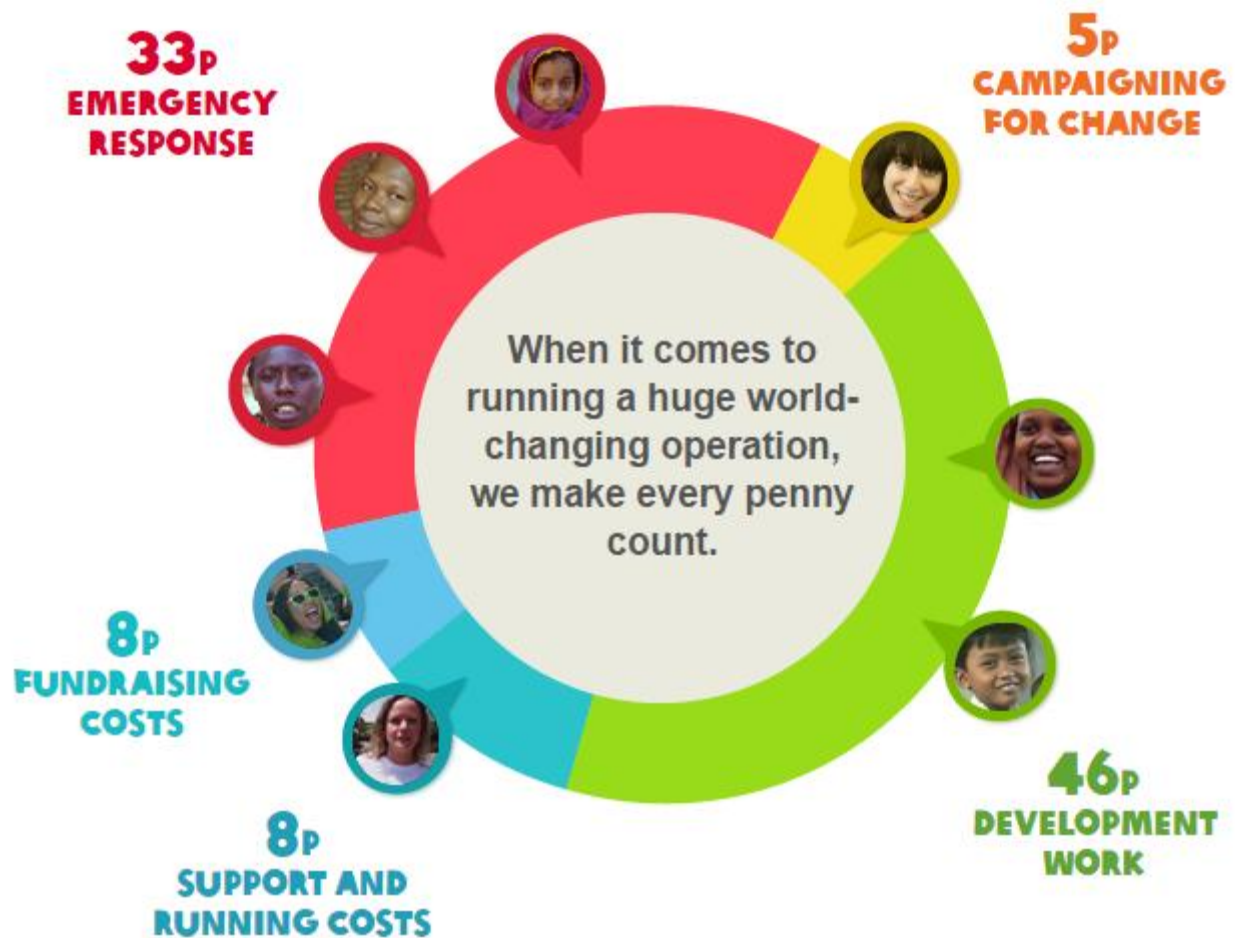 33p
EMERGENCY
RESPONSE
5p
CAMPAIGNING
FOR CHANGE
When it comes to
running a huge world-
changing operation,
we make every penny
count.
8p
FUNDRAISING
COSTS
8p
SUPPORT AND
RUNNING COSTS
46p
DEVELOPMENT
WORK